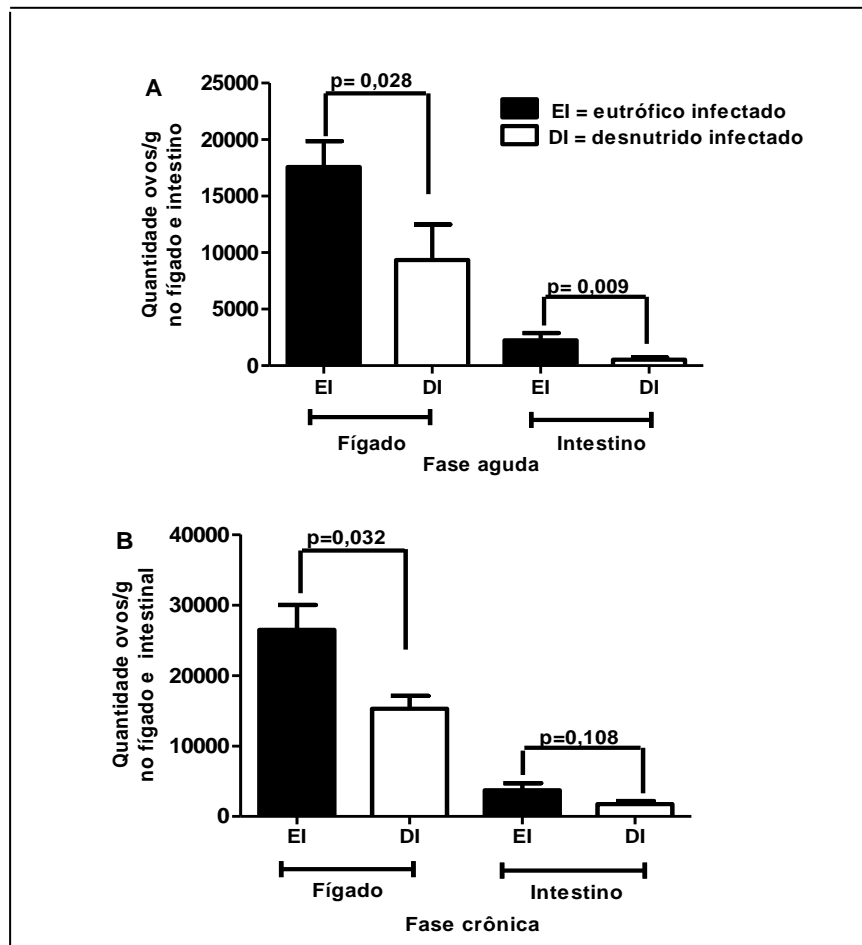 A
p= 0,028
EI = eutrófico infectado
DI = desnutrido infectado
Quantidade ovos/g
no fígado e intestino
25000
20000
15000
10000
5000
0
p= 0,009
EI
DI
EI
DI
Fígado
Intestino
Fase aguda
B
p=0,032
Quantidade ovos/g
no fígado e intestinal
40000
30000
20000
10000
0
p=0,108
EI
DI
EI
DI
Fígado
Intestino
Fase crônica